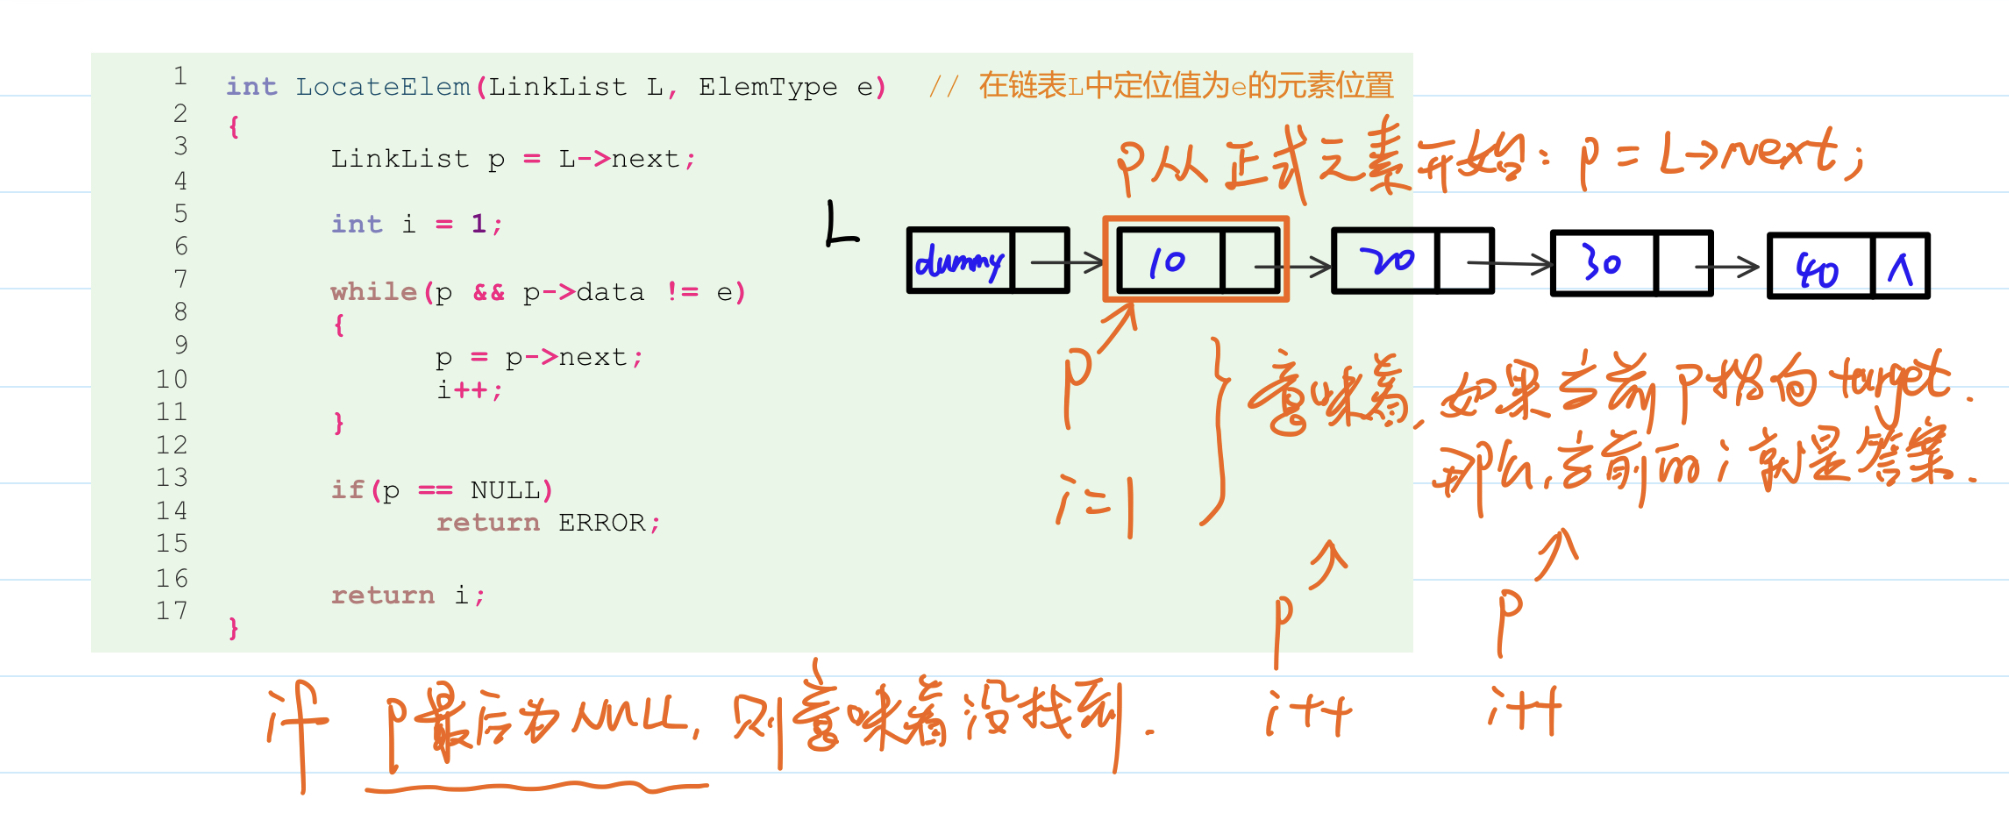 1 int LocateElem(LinkList L, ElemType e) // 在链表L中定位值为e的元素位置
2 {
3 LinkList p = L->next;
4
5 int i = 1;
6
7 while(p && p->data != e)
8 {
9 p = p->next;
10 i++;
11 }
12
13 if(p == NULL)
14 return ERROR;
15
16 return i;
17 }
p从正式元素开始: p = L→next;
L
dummy 10 20 30 40 ∧
p
i=1
意味着,如果当前p指向target.
那么,当前的i就是答案.
p p
i++ i++
if p最后为NULL,则意味着没找到.